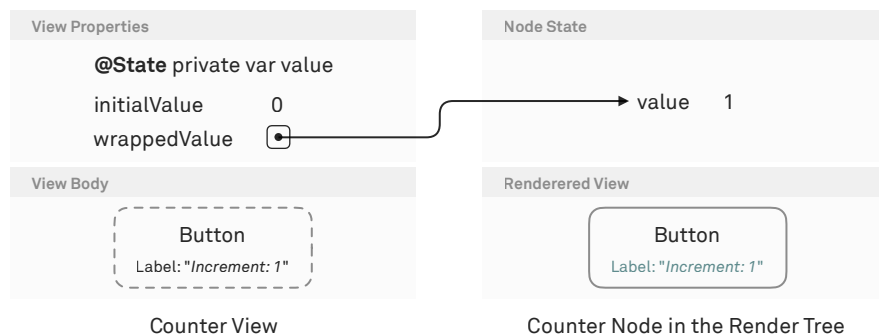 View Properties
@State private var value
initialValue 0
wrappedValue
Node State
value 1
View Body
Button
Label: "Increment: 1"
Renderered View
Button
Label: "Increment: 1"
Counter View
Counter Node in the Render Tree